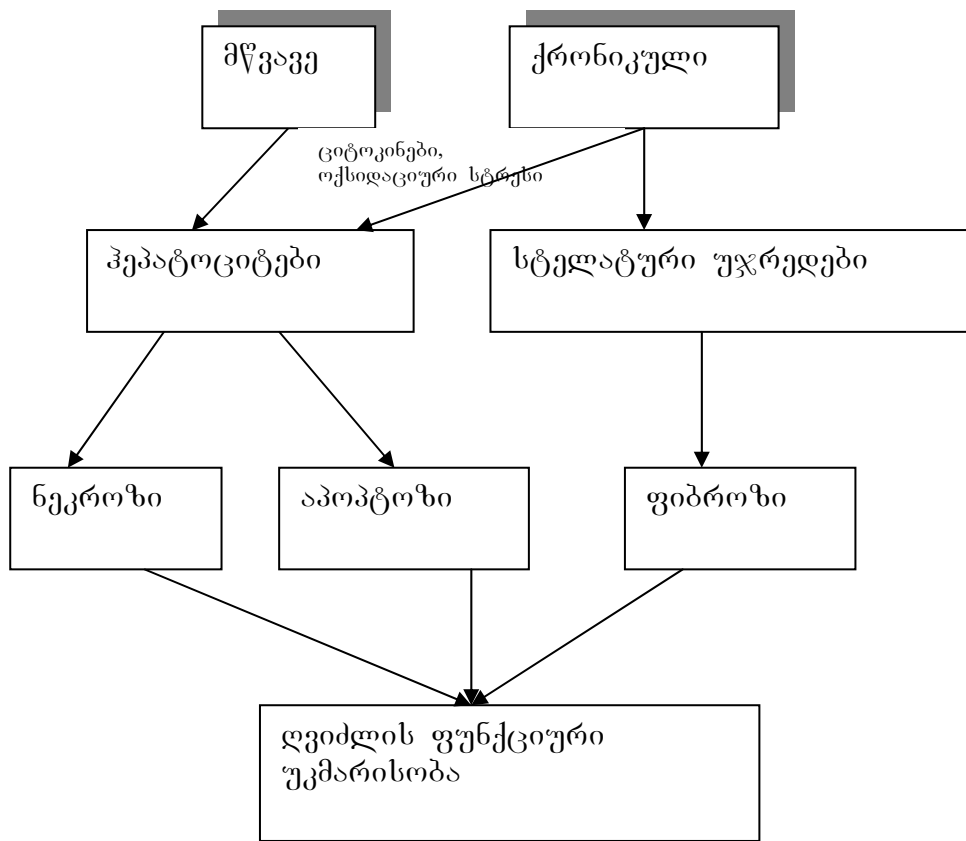 მწვავე
ქრონიკული
ციტოკინები,
ოქსიდაციური სტრესი
ჰეპატოციტები
სტელატური უჯრედები
ნეკროზი
აპოპტოზი
ფიბროზი
ღვიძლის ფუნქციური
უკმარისობა